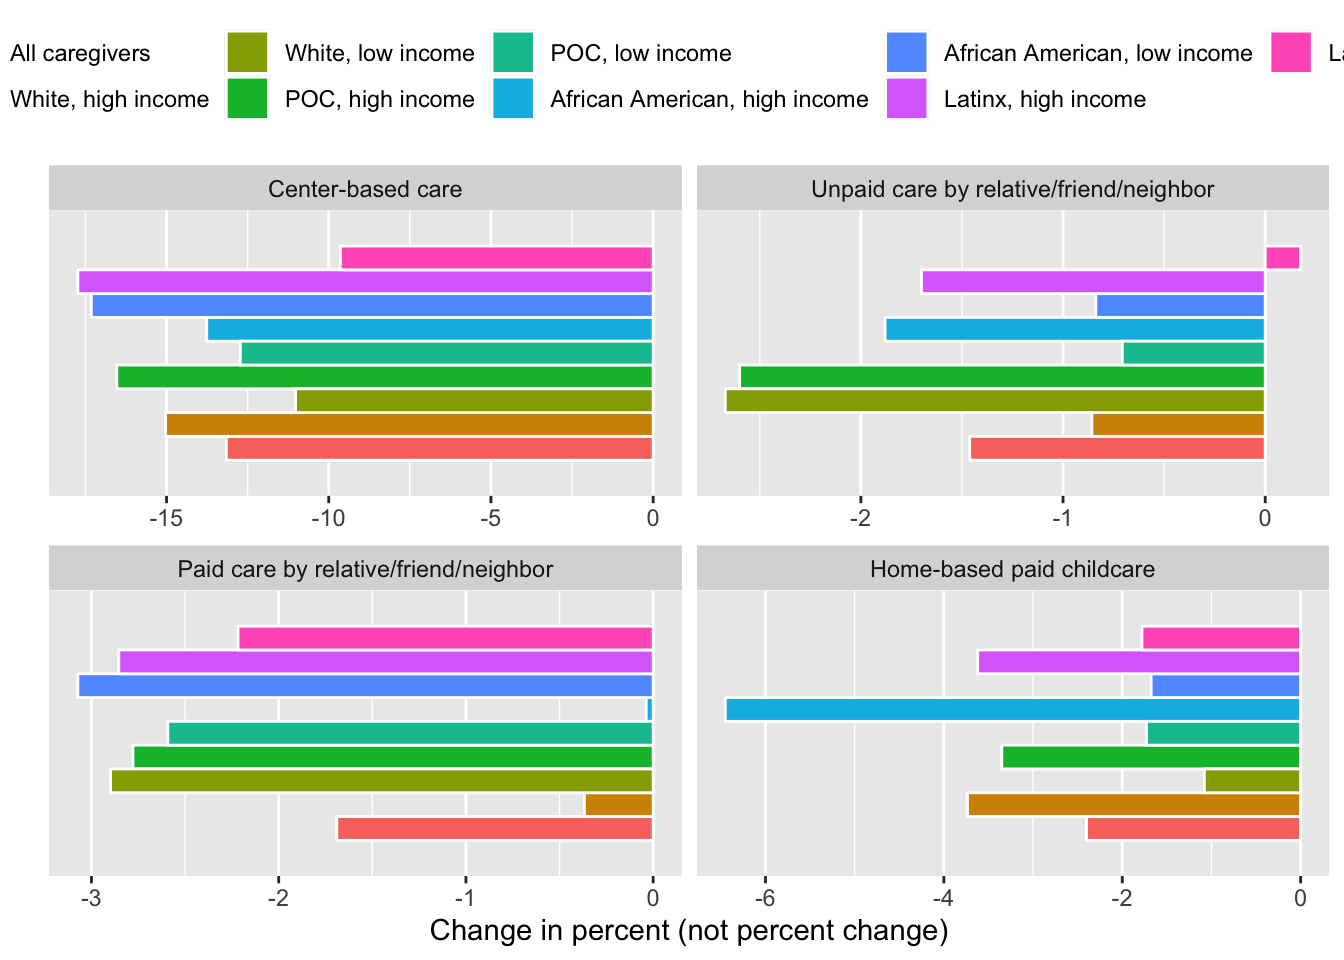 All caregivers White, low income POC, low income African American, low income La
White, high income POC, high income African American, high income Latinx, high income
Center-based care Unpaid care by relative/friend/neighbor
-15 -10 -5 0 -2 -1 0
Paid care by relative/friend/neighbor Home-based paid childcare
-3 -2 -1 0 -6 -4 -2 0
Change in percent (not percent change)